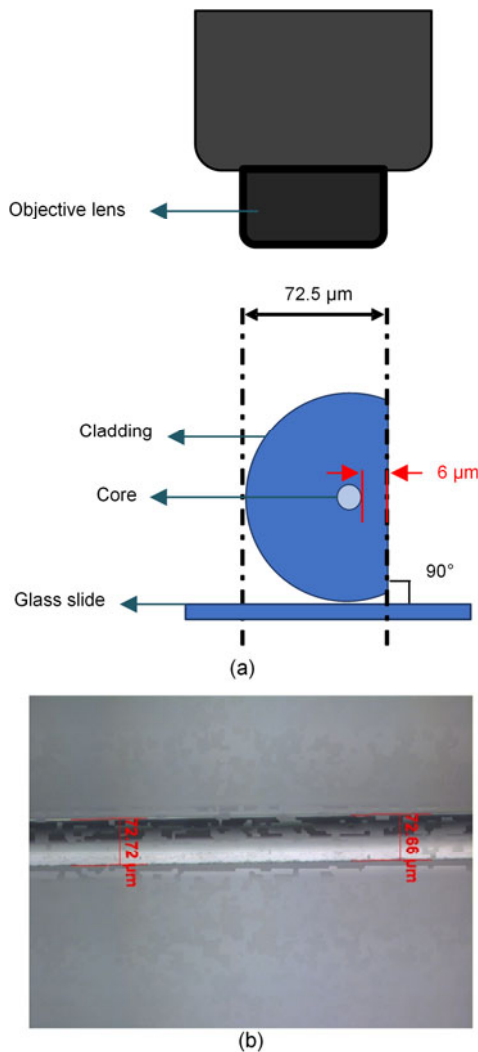 Objective lens
72.5 µm
Cladding
6 µm
Core
90°
Glass slide
(a)
72.72 µm
72.66 µm
(b)